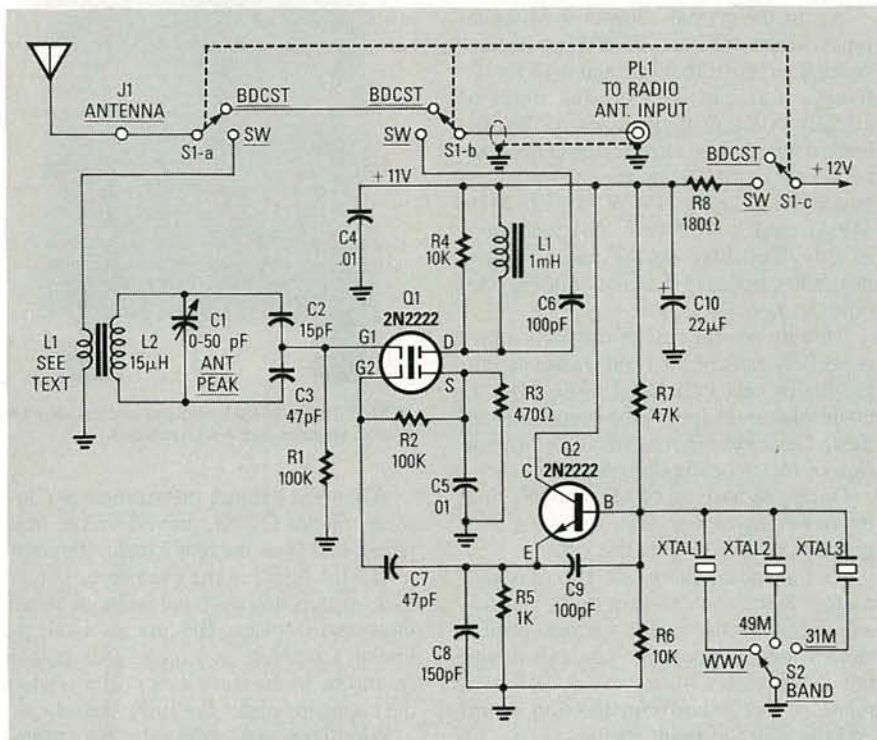 J1
ANTENNA
BDCST
SW
S1-a
BDCST
SW
S1-b
PL1
TO RADIO
ANT. INPUT
BDCST
SW
S1-c
+12V
+11V
R8
180Ω
C4
.01
R4
10K
L1
1mH
C6
100pF
C10
22µF
+
L1
SEE
TEXT
L2
15µH
C1
0-50 pF
ANT
PEAK
C2
15pF
C3
47pF
Q1
2N2222
G1
G2
D
S
R1
100K
R2
100K
C5
.01
R3
470Ω
R7
47K
Q2
2N2222
C
B
E
C7
47pF
C8
150pF
R5
1K
C9
100pF
R6
10K
XTAL1
XTAL2
XTAL3
49M
31M
WWV
S2
BAND